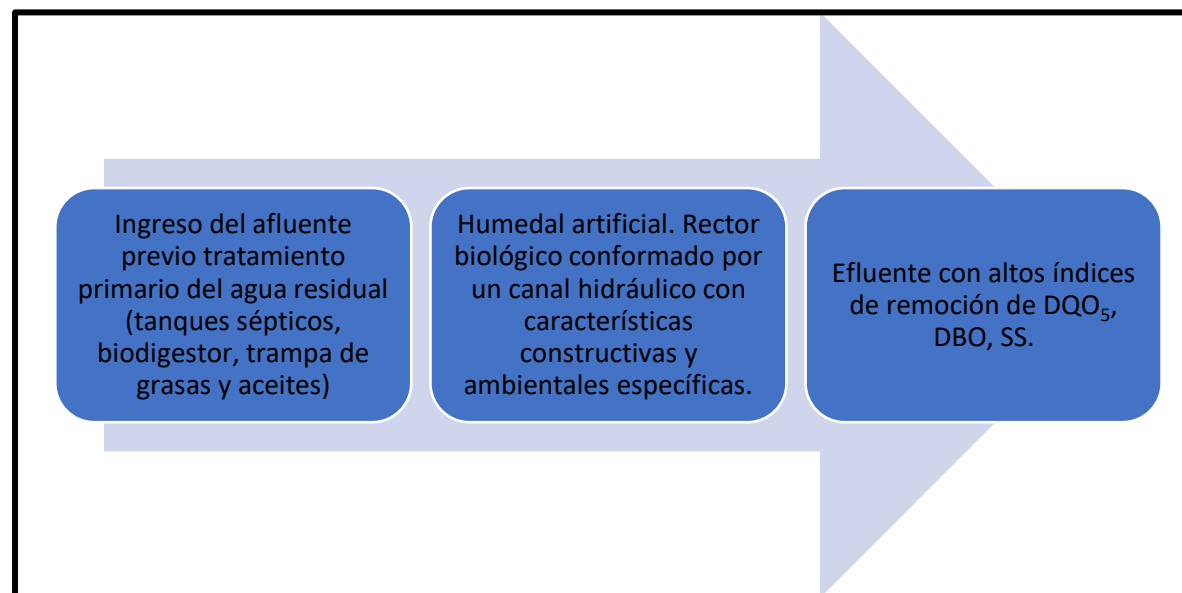 Ingreso del afluente
previo tratamiento
primario del agua residual
(tanques sépticos,
biodigestor, trampa de
grasas y aceites)
Humedal artificial. Rector
biológico conformado por
un canal hidráulico con
características
constructivas y
ambientales específicas.
Efluente con altos índices
de remoción de DQO₅,
DBO, SS.